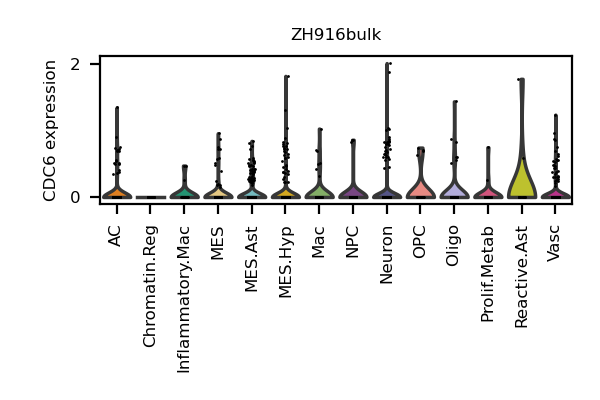 ZH916bulk
CDC6 expression
2
0
AC
Chromatin.Reg
Inflammatory.Mac
MES
MES.Ast
MES.Hyp
Mac
NPC
Neuron
OPC
Oligo
Prolif.Metab
Reactive.Ast
Vasc